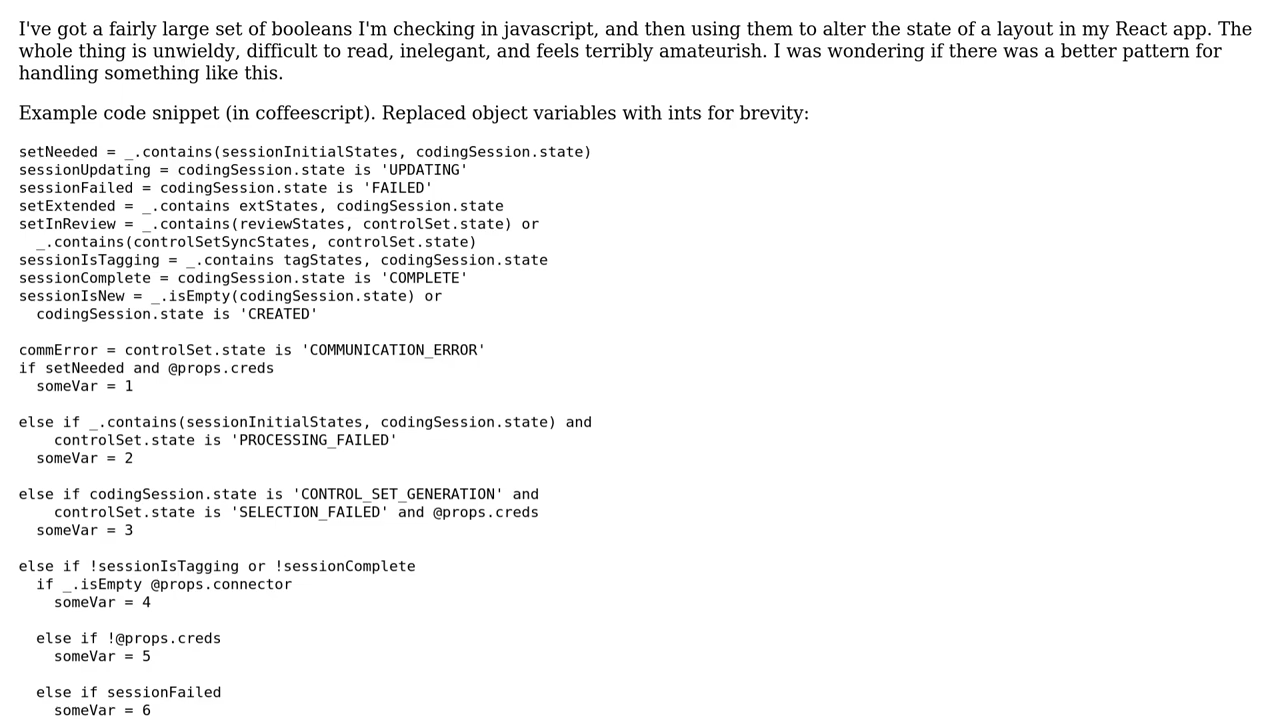 I've got a fairly large set of booleans I'm checking in javascript, and then using them to alter the state of a layout in my React app. The
whole thing is unwieldy, difficult to read, inelegant, and feels terribly amateurish. I was wondering if there was a better pattern for
handling something like this.
Example code snippet (in coffeescript). Replaced object variables with ints for brevity:
setNeeded = _.contains(sessionInitialStates, codingSession.state)
sessionUpdating = codingSession.state is 'UPDATING'
sessionFailed = codingSession.state is 'FAILED'
setExtended = _.contains extStates, codingSession.state
setInReview = _.contains(reviewStates, controlSet.state) or
  _.contains(controlSetSyncStates, controlSet.state)
sessionIsTagging = _.contains tagStates, codingSession.state
sessionComplete = codingSession.state is 'COMPLETE'
sessionIsNew = _.isEmpty(codingSession.state) or
  codingSession.state is 'CREATED'
commError = controlSet.state is 'COMMUNICATION_ERROR'
if setNeeded and @props.creds
  someVar = 1
else if _.contains(sessionInitialStates, codingSession.state) and
    controlSet.state is 'PROCESSING_FAILED'
  someVar = 2
else if codingSession.state is 'CONTROL_SET_GENERATION' and
    controlSet.state is 'SELECTION_FAILED' and @props.creds
  someVar = 3
else if !sessionIsTagging or !sessionComplete
  if _.isEmpty @props.connector
    someVar = 4
  else if !@props.creds
    someVar = 5
  else if sessionFailed
    someVar = 6